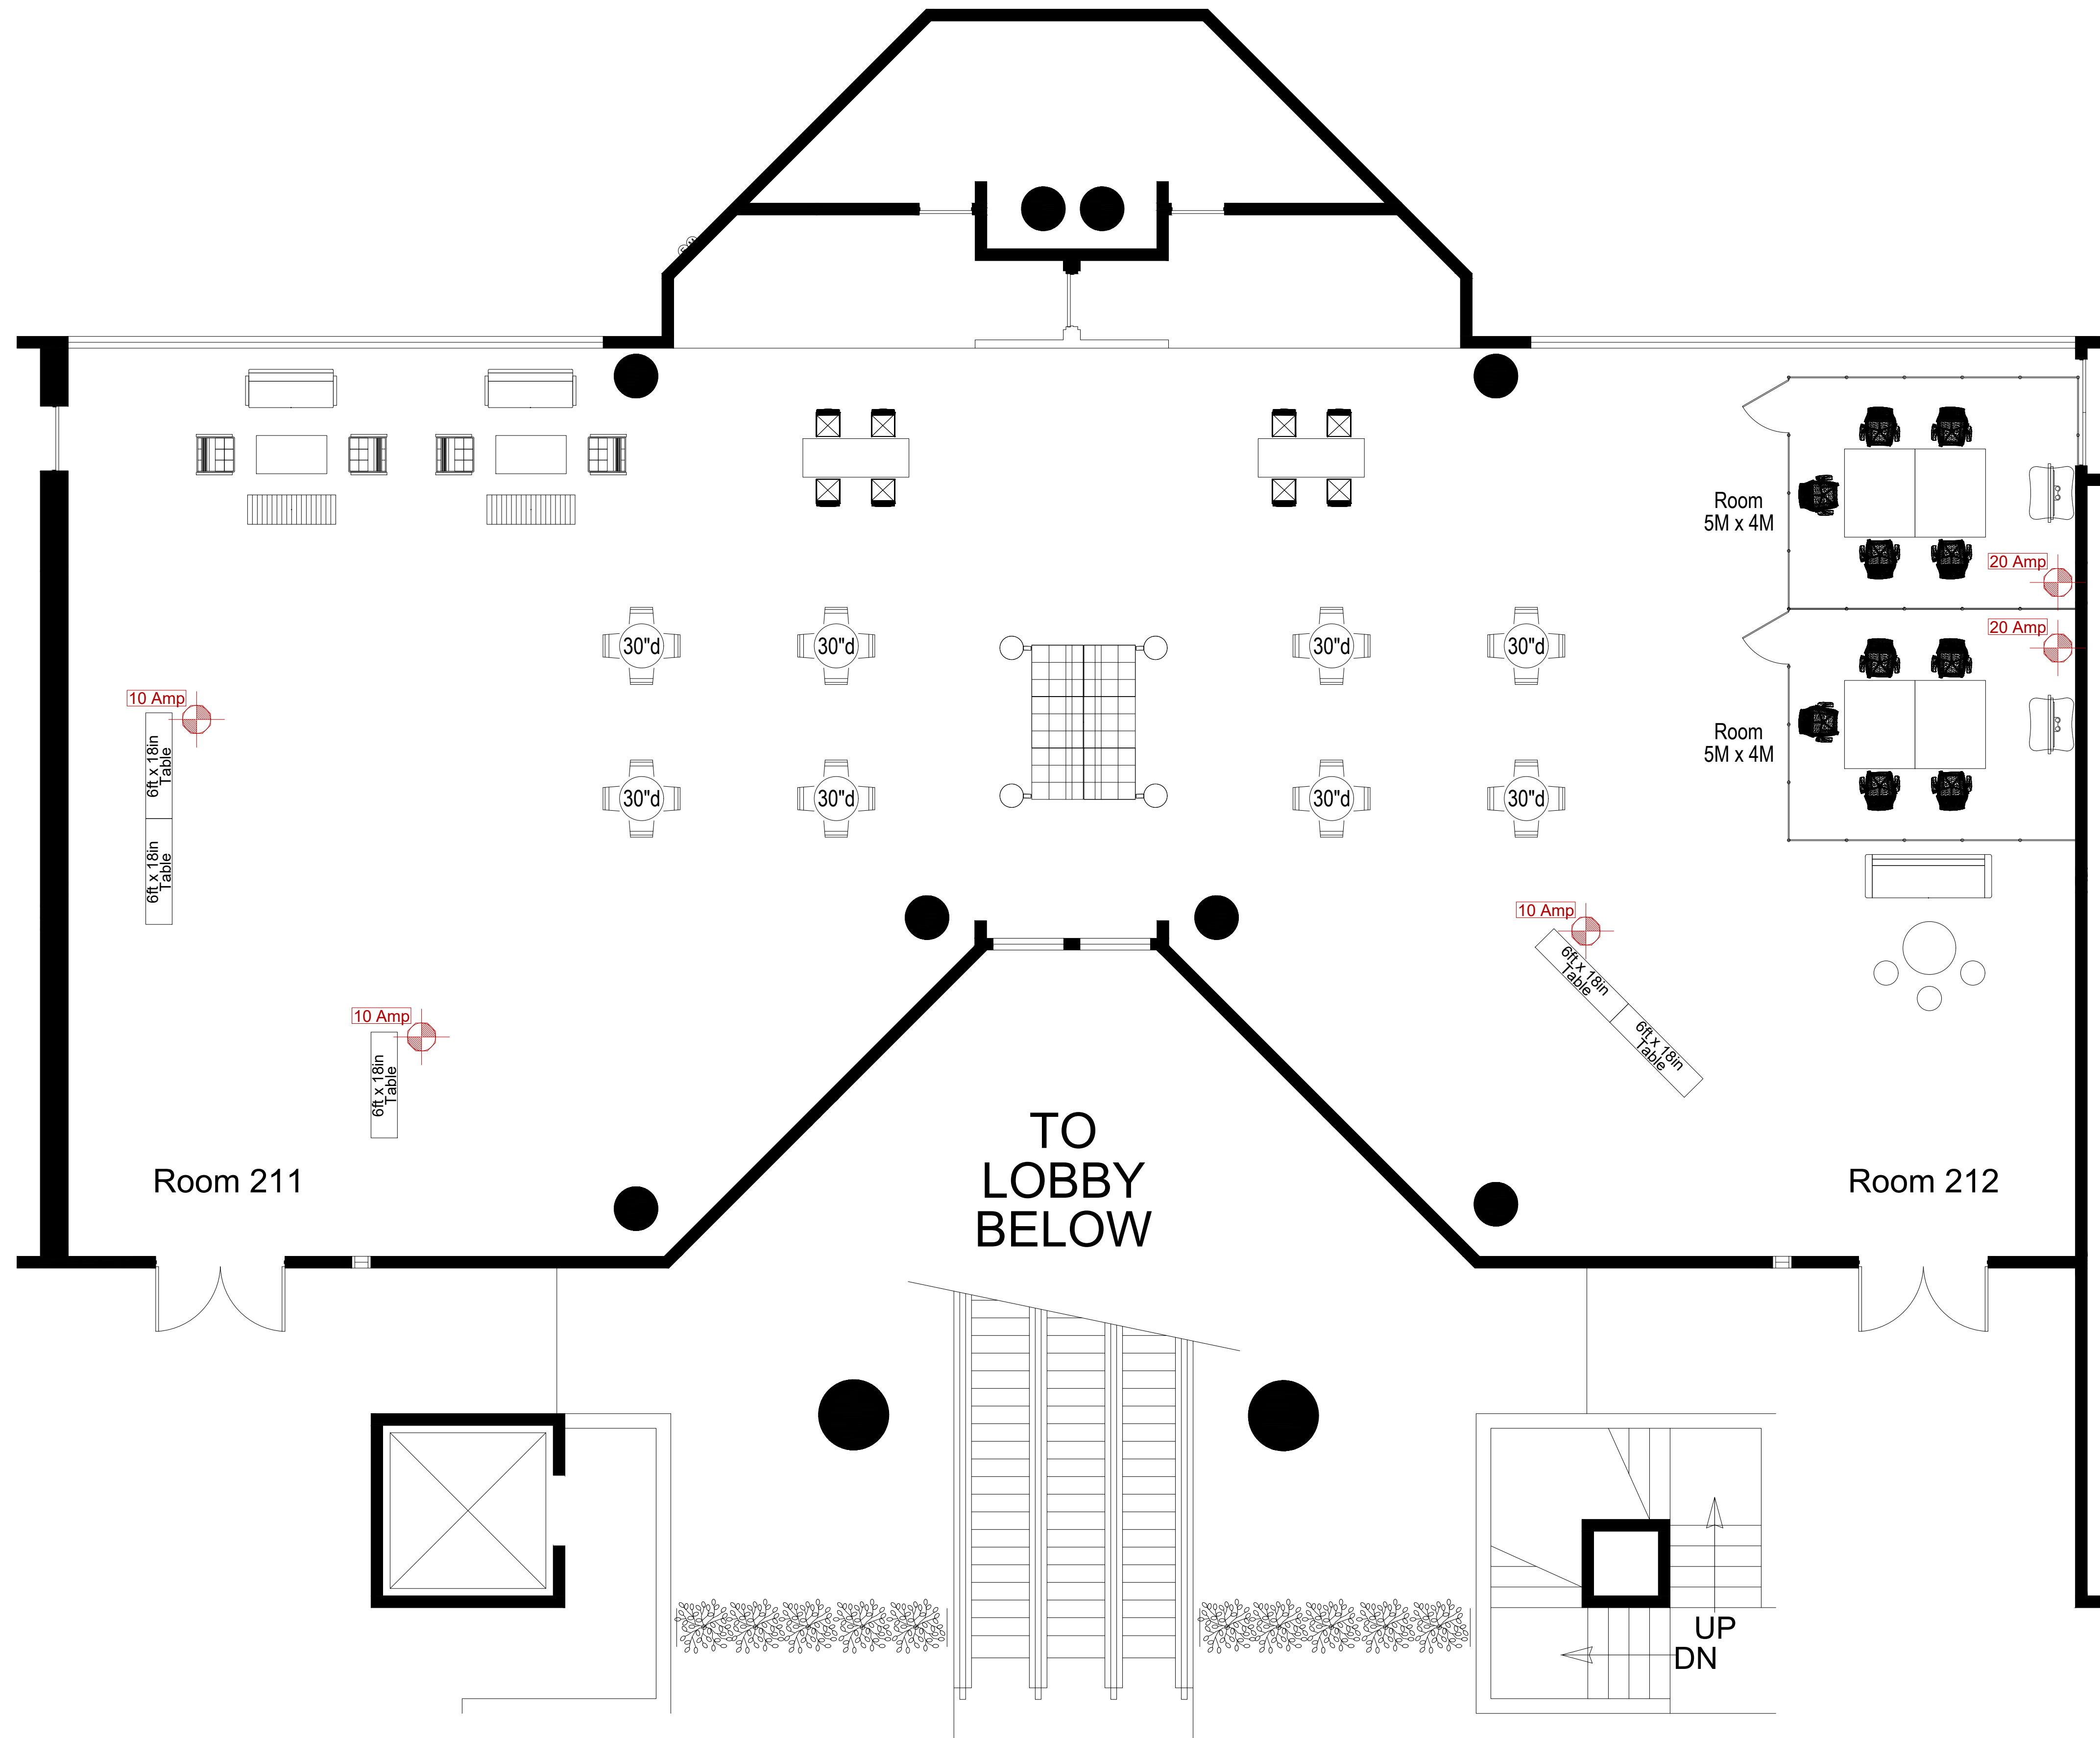 Room
5M x 4M
20 Amp
20 Amp
30"d
30"d
30"d
30"d
10 Amp
6ft x 18in
Table
6ft x 18in
Table
Room
5M x 4M
30"d
30"d
30"d
30"d
10 Amp
6ft x 18in
Table
6ft x 18in
Table
10 Amp
6ft x 18in
Table
TO
LOBBY
BELOW
Room 211
Room 212
UP
DN